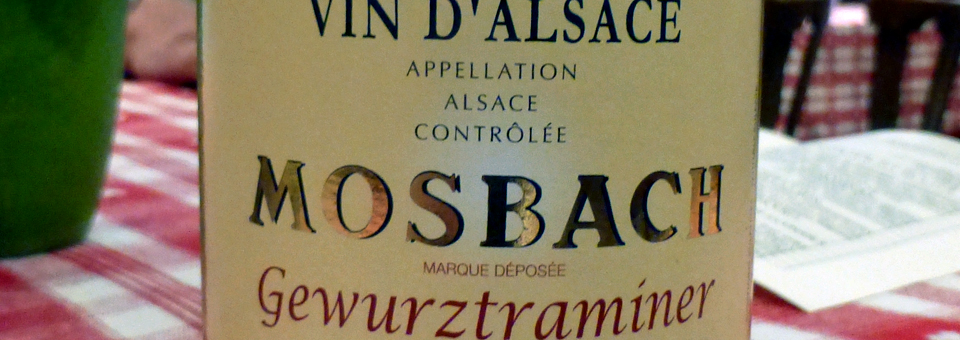 VIN D'ALSACE
APPELLATION
ALSACE
CONTRÔLÉE
MOSBACH
MARQUE DÉPOSÉE
Gewurztraminer